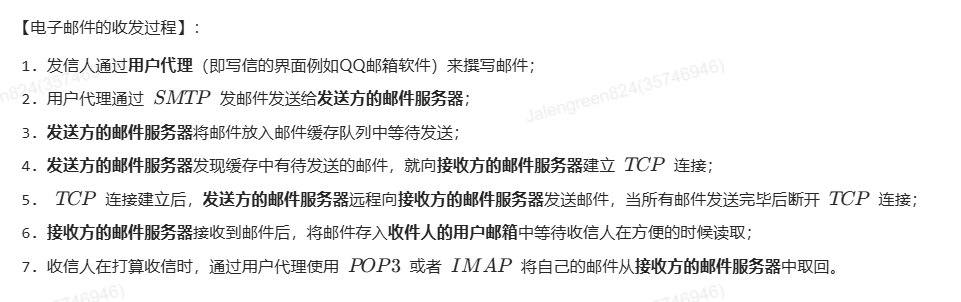 【电子邮件的收发过程】:
1. 发信人通过用户代理（即写信的界面例如QQ邮箱软件）来撰写邮件；
2. 用户代理通过 SMTP 发邮件发送给发送方的邮件服务器；
3. 发送方的邮件服务器将邮件放入邮件缓存队列中等待发送；
4. 发送方的邮件服务器发现缓存中有待发送的邮件，就向接收方的邮件服务器建立 TCP 连接；
5. TCP 连接建立后，发送方的邮件服务器远程向接收方的邮件服务器发送邮件，当所有邮件发送完毕后断开 TCP 连接；
6. 接收方的邮件服务器接收到邮件后，将邮件存入收件人的用户邮箱中等待收信人在方便的时候读取；
7. 收信人在打算收信时，通过用户代理使用 POP3 或者 IMAP 将自己的邮件从接收方的邮件服务器中取回。
Jalengreen824(35746946)